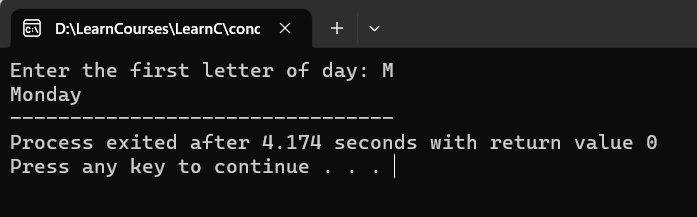 D:\LearnCourses\LearnC\conc
Enter the first letter of day: M
Monday
--------------------------------
Process exited after 4.174 seconds with return value 0
Press any key to continue . . .